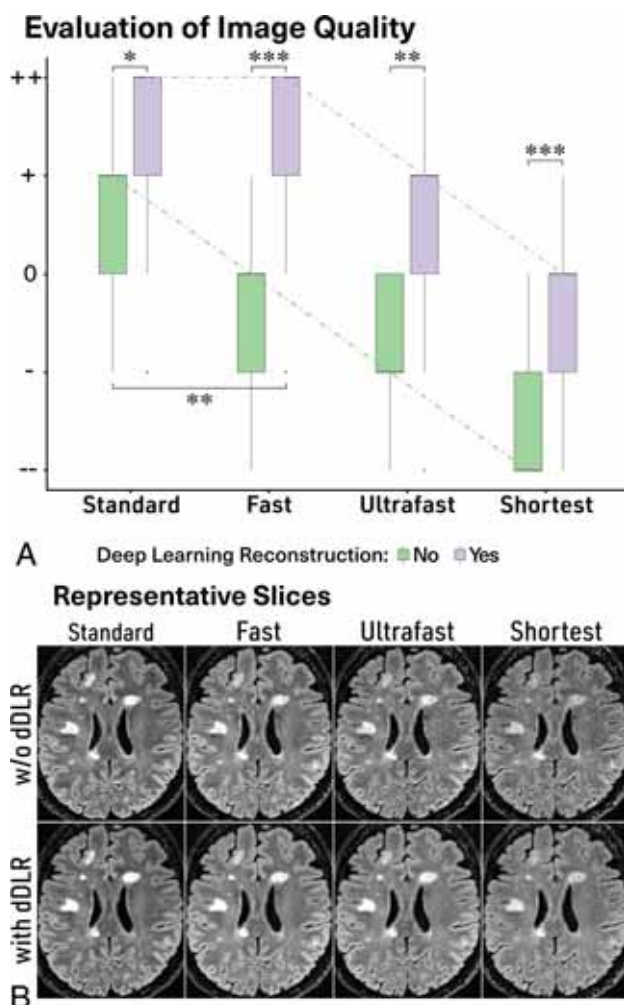 Evaluation of Image Quality
* *** **
++
***
+
0
-
**
--
Standard Fast Ultrafast Shortest
A Deep Learning Reconstruction: No Yes
Representative Slices
Standard Fast Ultrafast Shortest
w/o dDLR
with dDLR
B